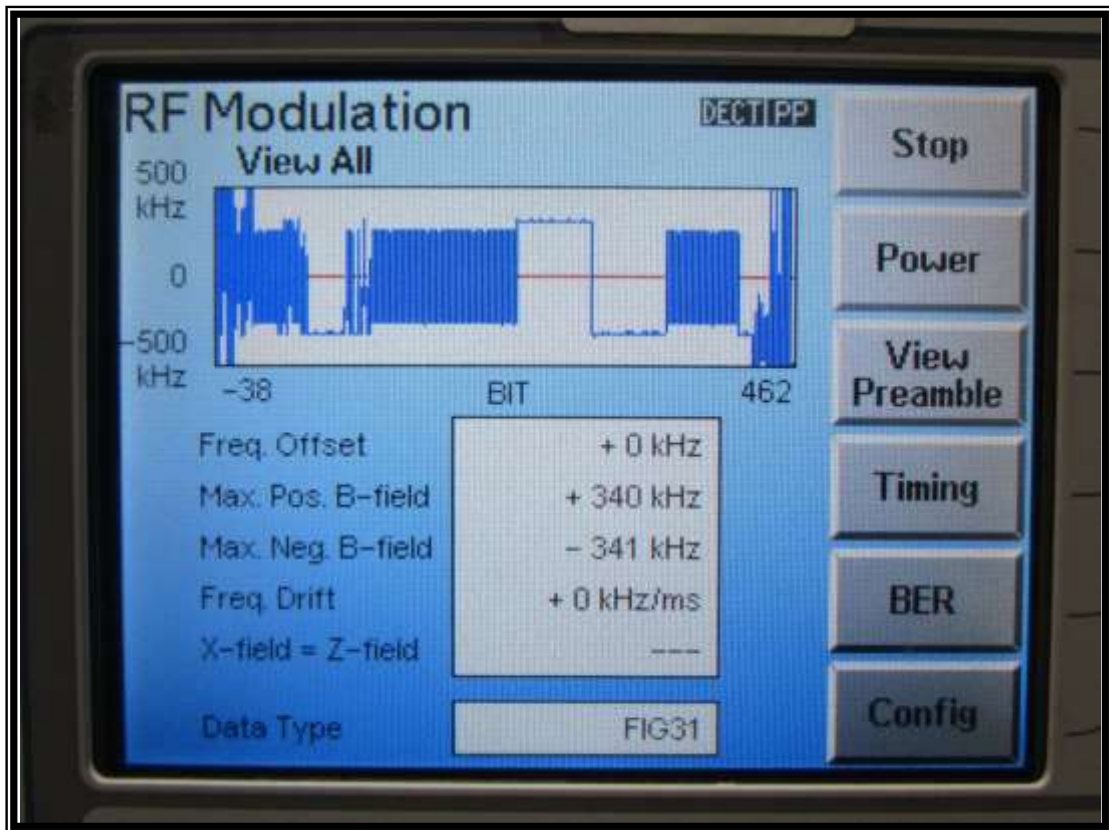 RF Modulation DECT PP
View All
500
kHz
0
-500
kHz
-38 BIT 462
Freq. Offset + 0 kHz
Max. Pos. B-field + 340 kHz
Max. Neg. B-field - 341 kHz
Freq. Drift + 0 kHz/ms
X-field = Z-field ---
Data Type FIG31
Stop
Power
View
Preamble
Timing
BER
Config